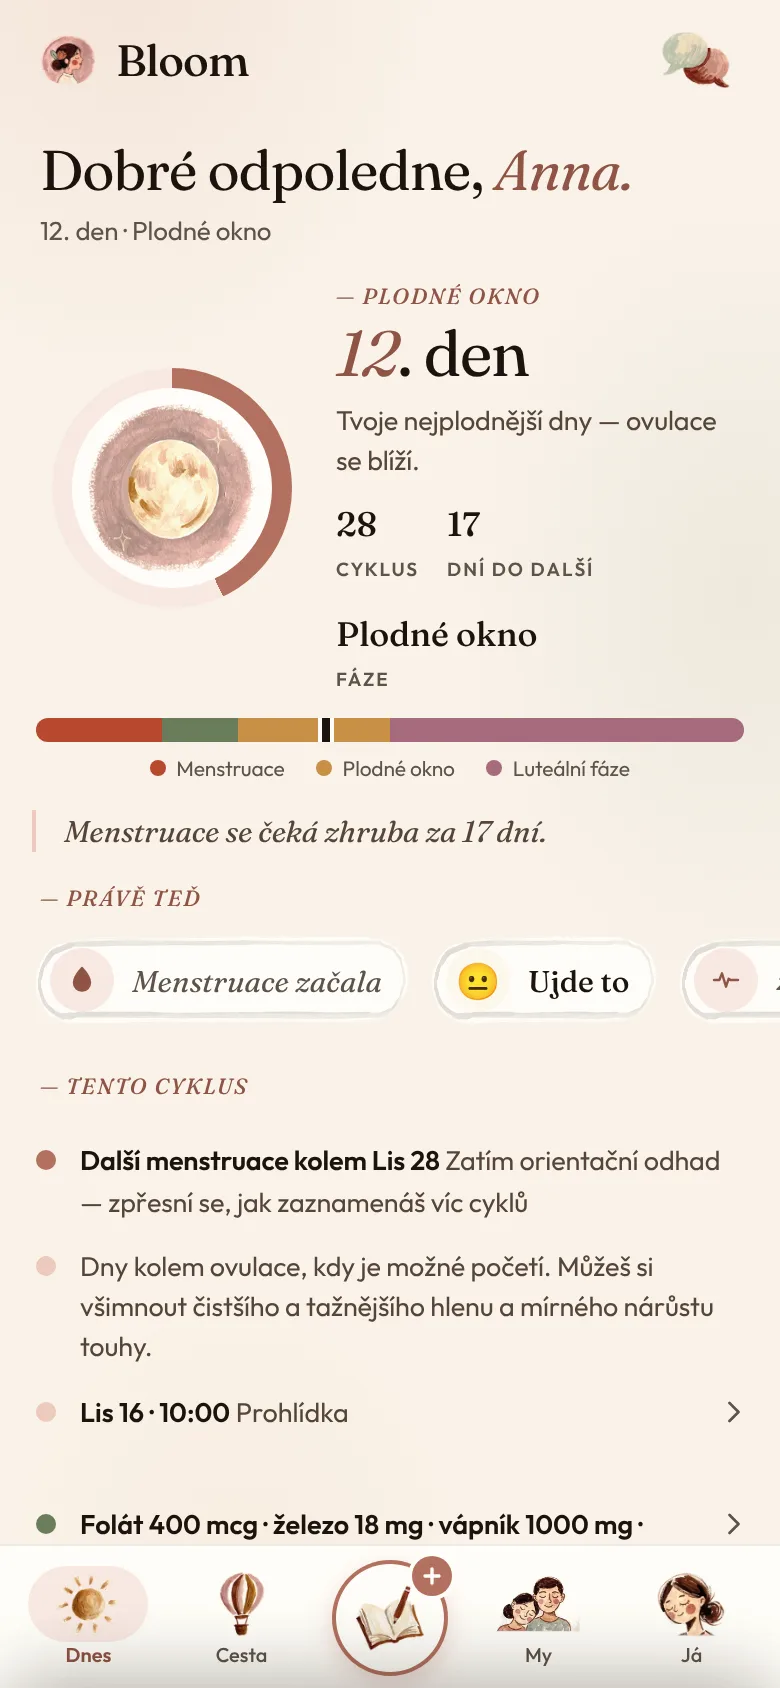 Bloom
Dobré odpoledne, Anna.
12. den · Plodné okno
— PLODNÉ OKNO
12. den
Tvoje nejplodnější dny — ovulace
se blíží.
28 17
CYKLUS DNÍ DO DALŠÍ
Plodné okno
FÁZE
Menstruace Plodné okno Luteální fáze
Menstruace se čeká zhruba za 17 dní.
— PRÁVĚ TEĎ
Menstruace začala Ujde to
— TENTO CYKLUS
Další menstruace kolem Lis 28 Zatím orientační odhad
— zpřesní se, jak zaznamenáš víc cyklů
Dny kolem ovulace, kdy je možné početí. Můžeš si
všimnout čistšího a tažnějšího hlenu a mírného nárůstu
touhy.
Lis 16 · 10:00 Prohlídka
Folát 400 mcg · železo 18 mg · vápník 1000 mg ·
Dnes Cesta My Já